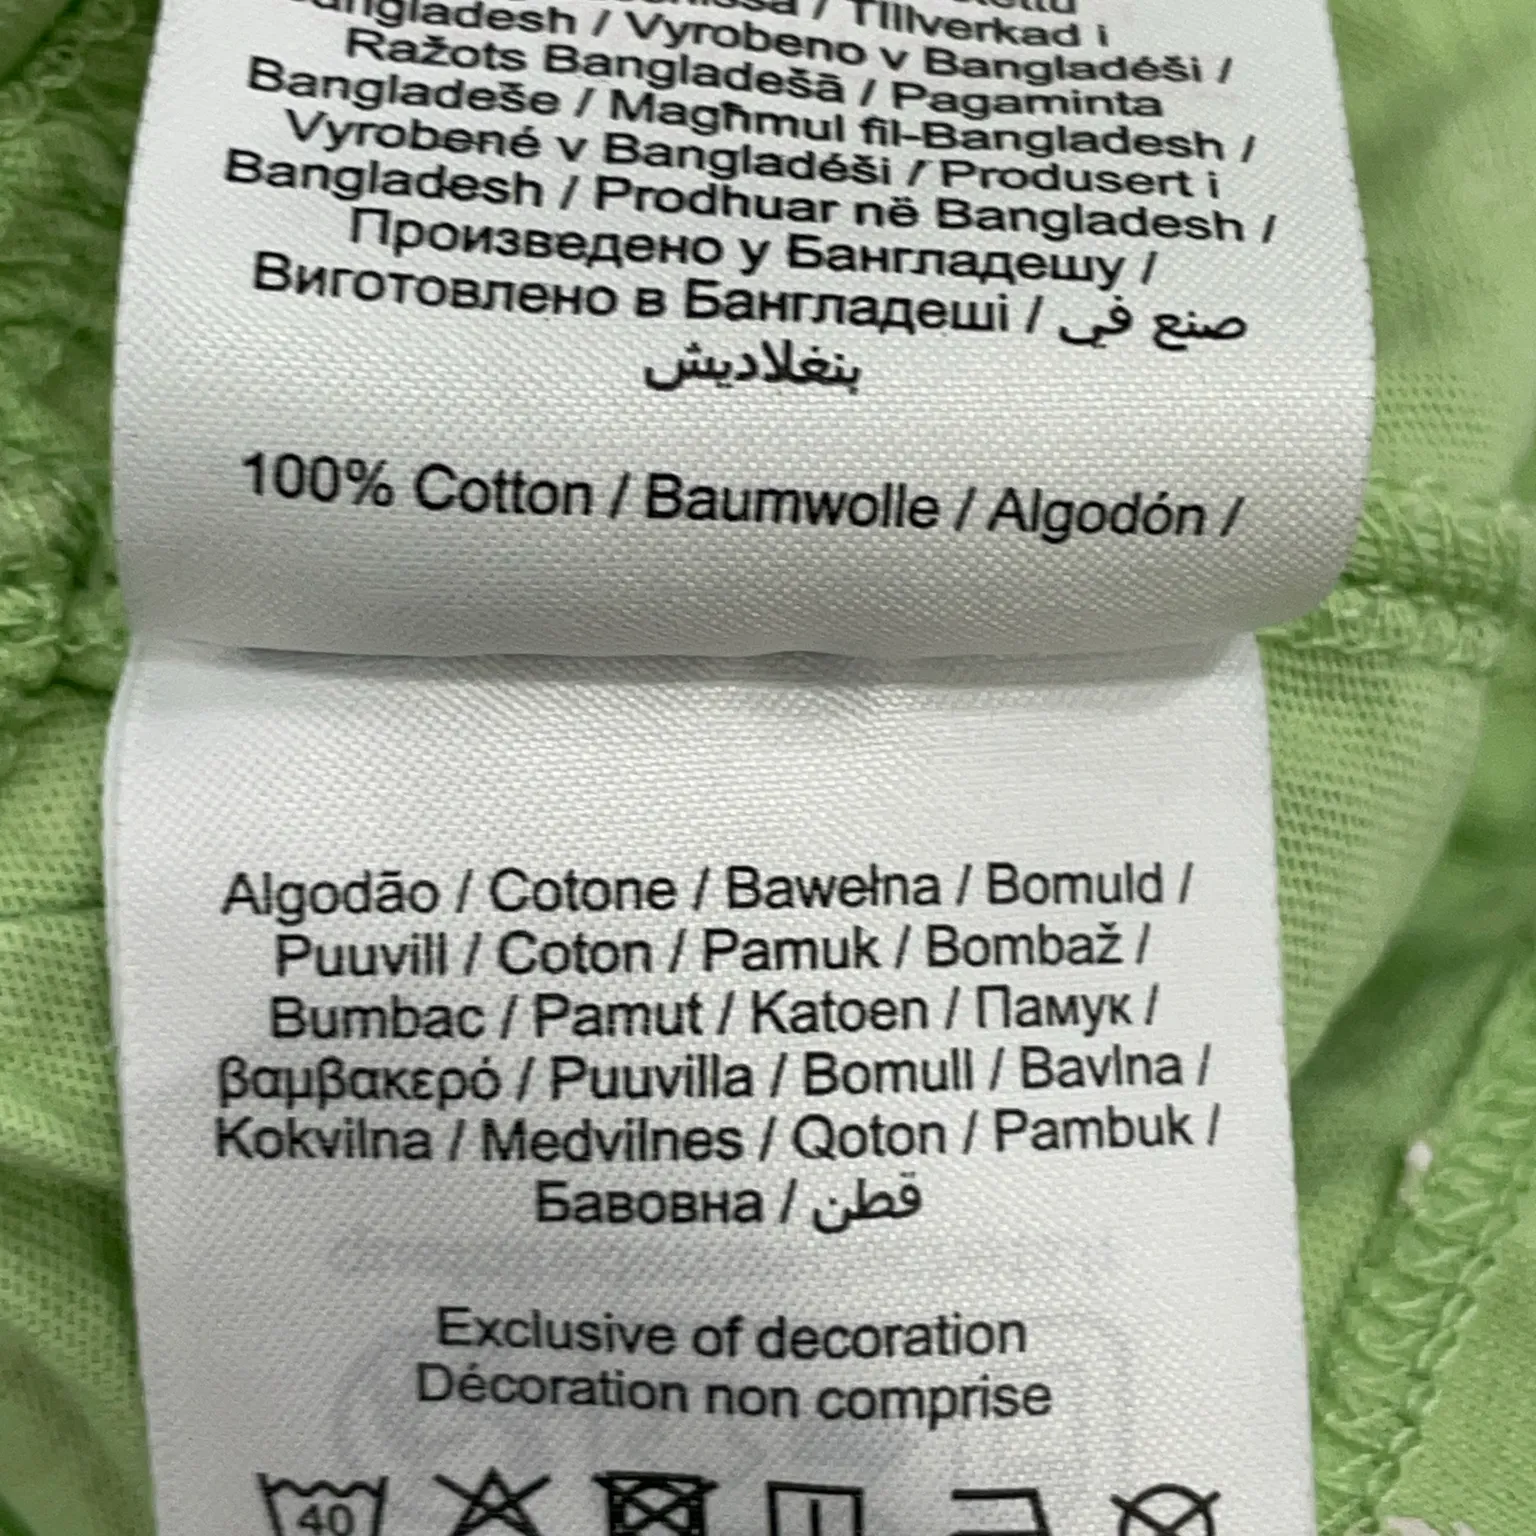 / Tillverkad i
Bangladesh / Vyrobeno v Bangladéši /
Ražots Bangladešā / Pagaminta
Bangladeše / Magħmul fil-Bangladesh /
Vyrobené v Bangladéši / Produsert i
Bangladesh / Prodhuar në Bangladesh /
Произведено у Бангладешу /
Виготовлено в Бангладеші / صنع في
بنغلاديش
100% Cotton / Baumwolle / Algodón /
Algodão / Cotone / Bawełna / Bomuld /
Puuvill / Coton / Pamuk / Bombaž /
Bumbac / Pamut / Katoen / Памук /
βαμβακερό / Puuvilla / Bomull / Bavlna /
Kokvilna / Medvilnes / Qoton / Pambuk /
Бавовна / قطن
Exclusive of decoration
Décoration non comprise
40